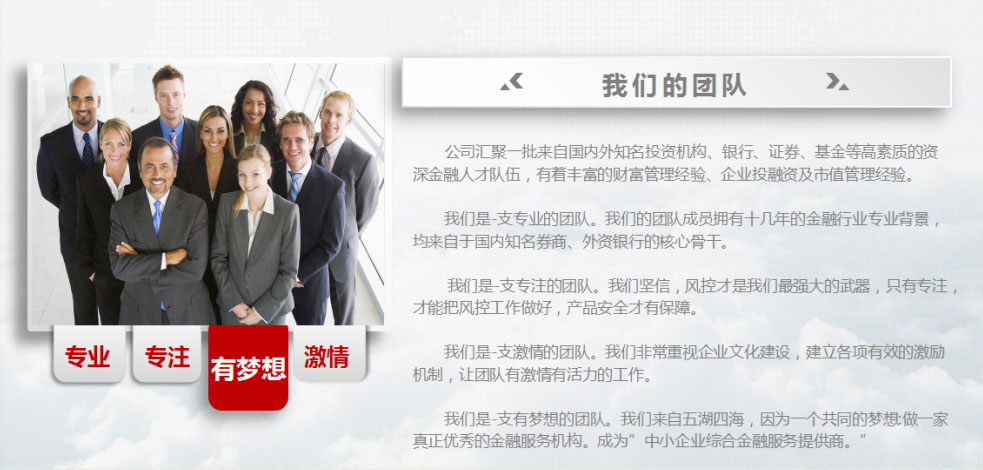 我们的团队
公司汇聚一批来自国内外知名投资机构、银行、证券、基金等高素质的资
深金融人才队伍，有着丰富的财富管理经验、企业投融资及市值管理经验。
我们是-支专业的团队。我们的团队成员拥有十几年的金融行业专业背景，
均来自于国内知名券商、外资银行的核心骨干。
我们是-支专注的团队。我们坚信，风控才是我们最强大的武器，只有专注，
才能把风控工作做好，产品安全才有保障。
我们是-支激情的团队。我们非常重视企业文化建设，建立各项有效的激励
机制，让团队有激情有活力的工作。
我们是-支有梦想的团队。我们来自五湖四海，因为一个共同的梦想:做一家
真正优秀的金融服务机构。成为”中小企业综合金融服务提供商。”
专业
专注
有梦想
激情